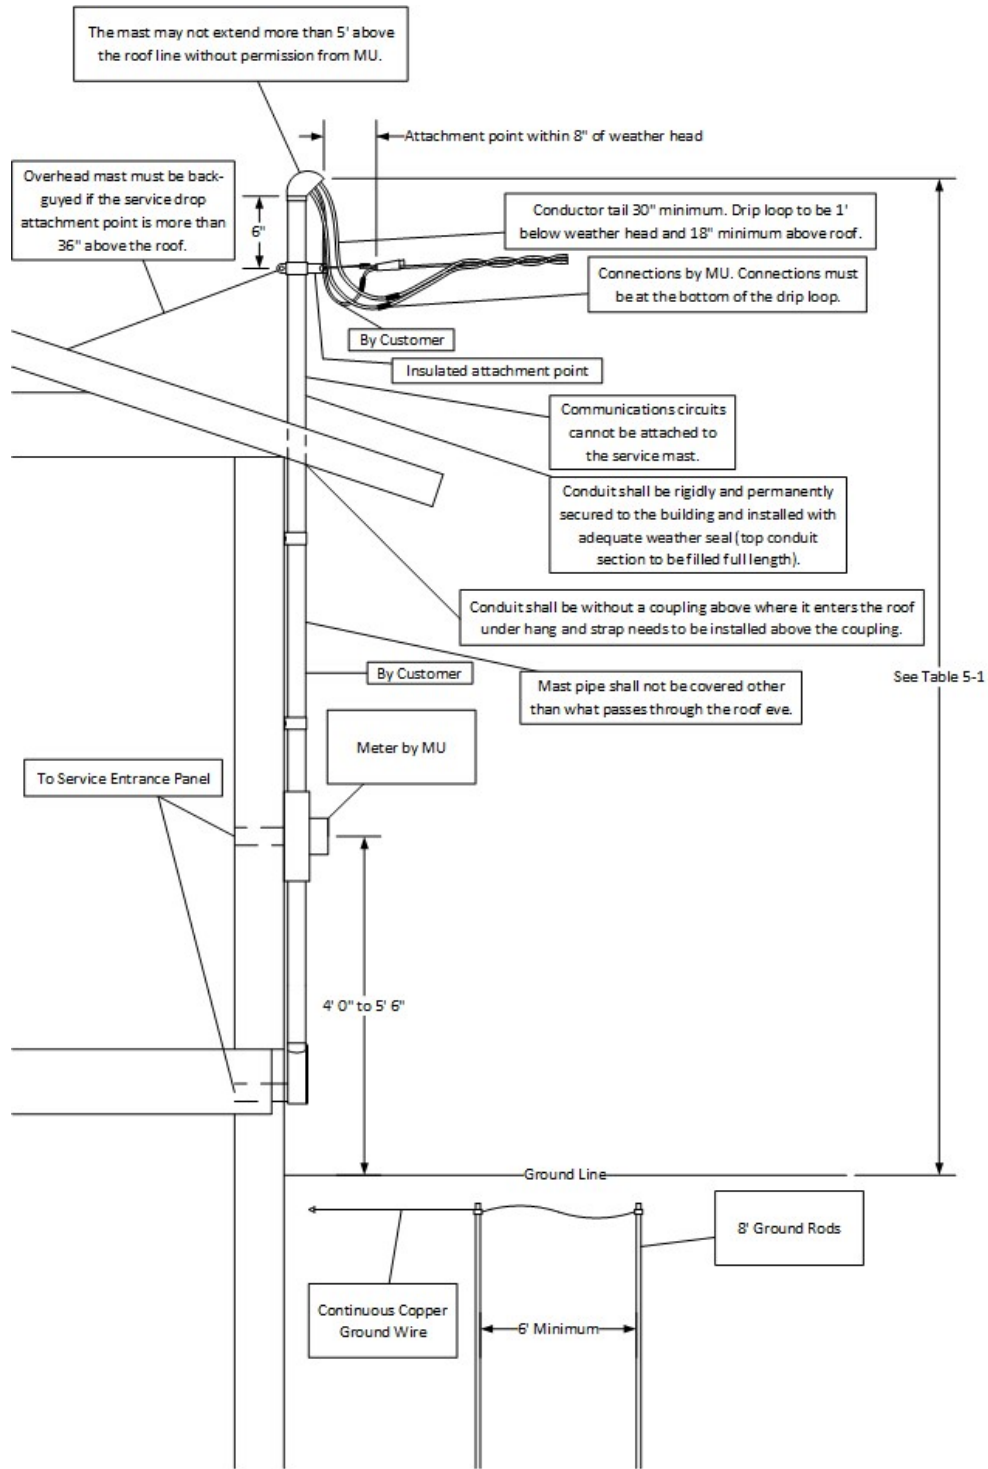 The mast may not extend more than 5' above
the roof line without permission from MU.
Attachment point within 8" of weather head
Overhead mast must be back-
guyed if the service drop
attachment point is more than
36" above the roof.
6"
Conductor tail 30" minimum. Drip loop to be 1'
below weather head and 18" minimum above roof.
Connections by MU. Connections must
be at the bottom of the drip loop.
By Customer
Insulated attachment point
Communications circuits
cannot be attached to
the service mast.
Conduit shall be rigidly and permanently
secured to the building and installed with
adequate weather seal (top conduit
section to be filled full length).
Conduit shall be without a coupling above where it enters the roof
under hang and strap needs to be installed above the coupling.
By Customer
See Table 5-1
Mast pipe shall not be covered other
than what passes through the roof eve.
Meter by MU
To Service Entrance Panel
4' 0" to 5' 6"
Ground Line
8' Ground Rods
Continuous Copper
Ground Wire
6' Minimum